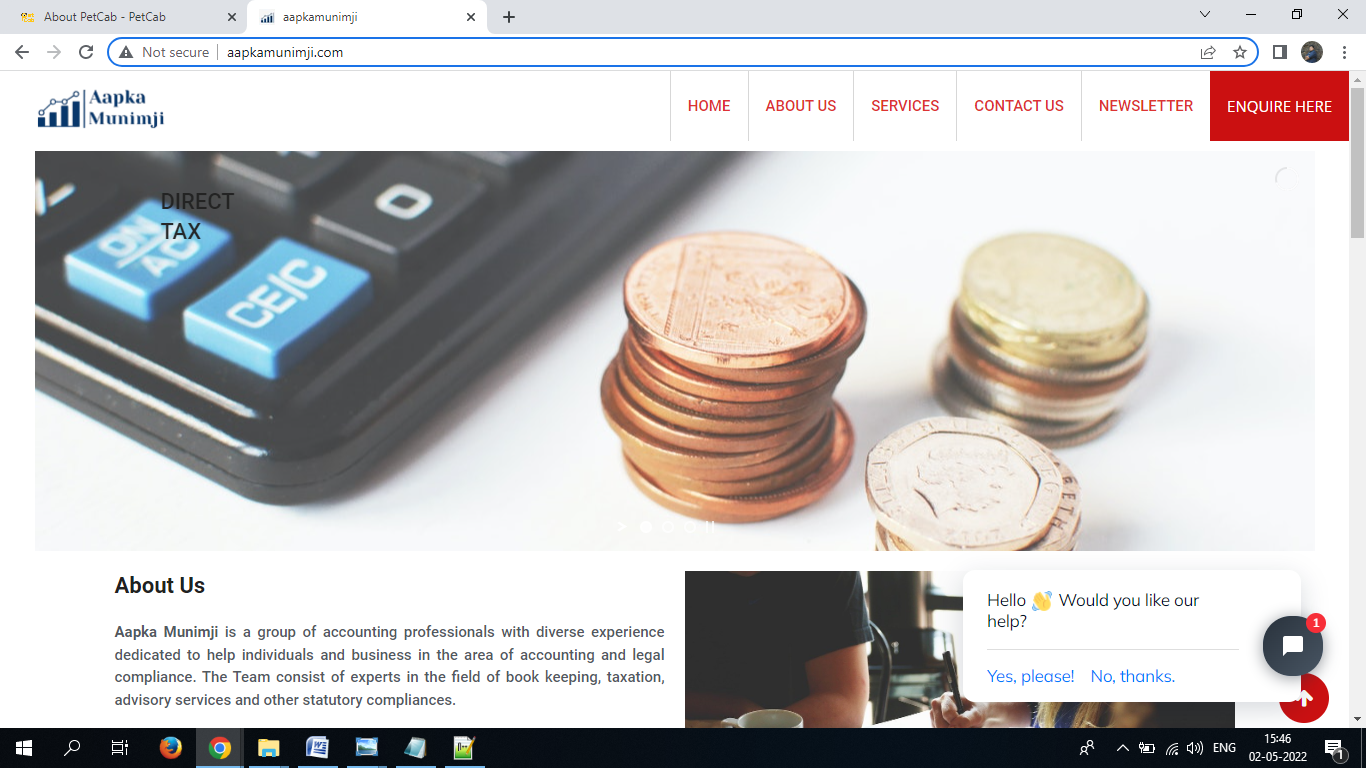 About PetCab - PetCab
aapkamunimji
Not secure
aapkamunimji.com
Aapka
Munimji
HOME
ABOUT US
SERVICES
CONTACT US
NEWSLETTER
ENQUIRE HERE
DIRECT
TAX
ON/
AC
CE/C
About Us
Aapka Munimji is a group of accounting professionals with diverse experience
dedicated to help individuals and business in the area of accounting and legal
compliance. The Team consist of experts in the field of book keeping, taxation,
advisory services and other statutory compliances.
Hello 👋 Would you like our
help?
Yes, please! No, thanks.
1
ENG
15:46
02-05-2022
1